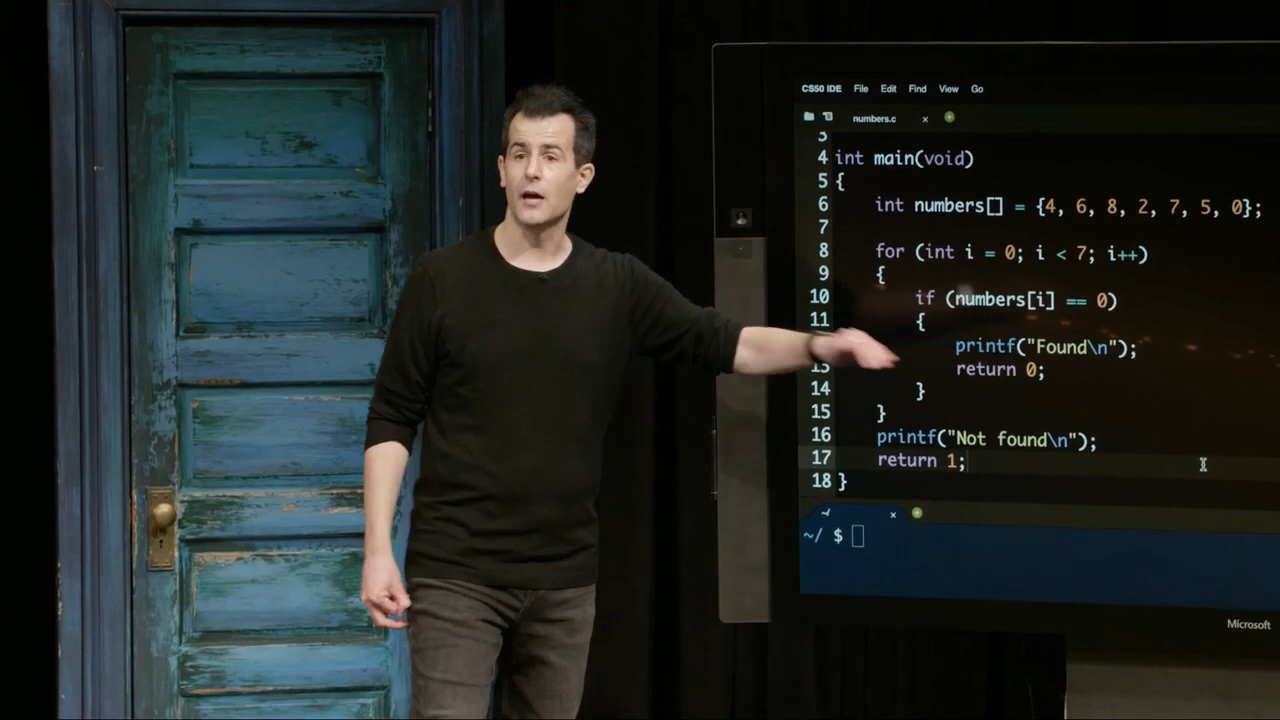 CS50 IDE File Edit Find View Go
numbers.c x
3
4 int main(void)
5 {
6 int numbers[] = {4, 6, 8, 2, 7, 5, 0};
7
8 for (int i = 0; i < 7; i++)
9 {
10 if (numbers[i] == 0)
11 {
printf("Found\n");
13 return 0;
14 }
15 }
16 printf("Not found\n");
17 return 1;
18 }
~/ $
Microsoft